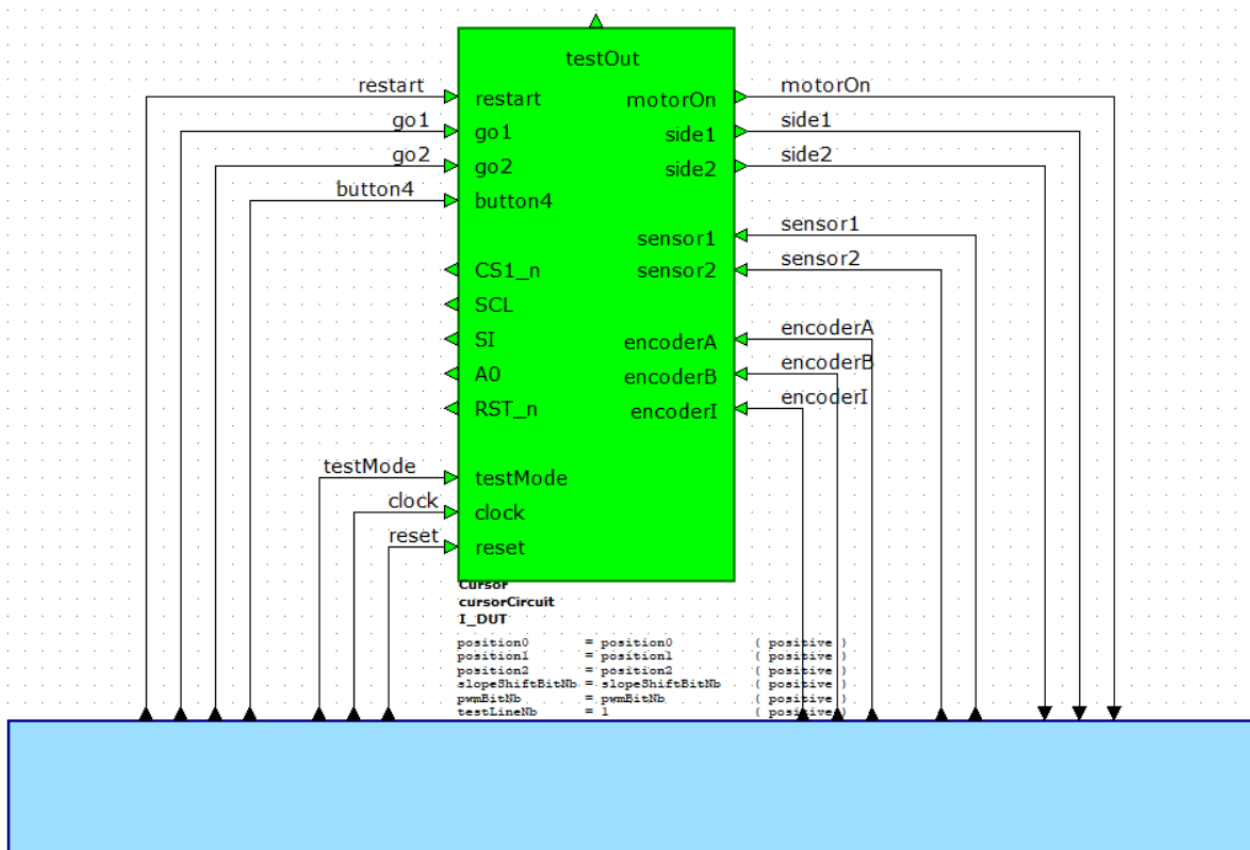 testOut
restart restart motorOn motorOn
go1 go1 side1 side1
go2 go2 side2 side2
button4 button4
sensor1 sensor1
CS1_n sensor2 sensor2
SCL
SI encoderA encoderA
A0 encoderB encoderB
RST_n encoderI encoderI
testMode testMode
clock clock
reset reset
Cursor
cursorCircuit
I_DUT
position0 = position0 ( positive )
position1 = position1 ( positive )
position2 = position2 ( positive )
slopeShiftBitNb = slopeShiftBitNb ( positive )
pwmBitNb = pwmBitNb ( positive )
testLineNb = 1 ( positive )